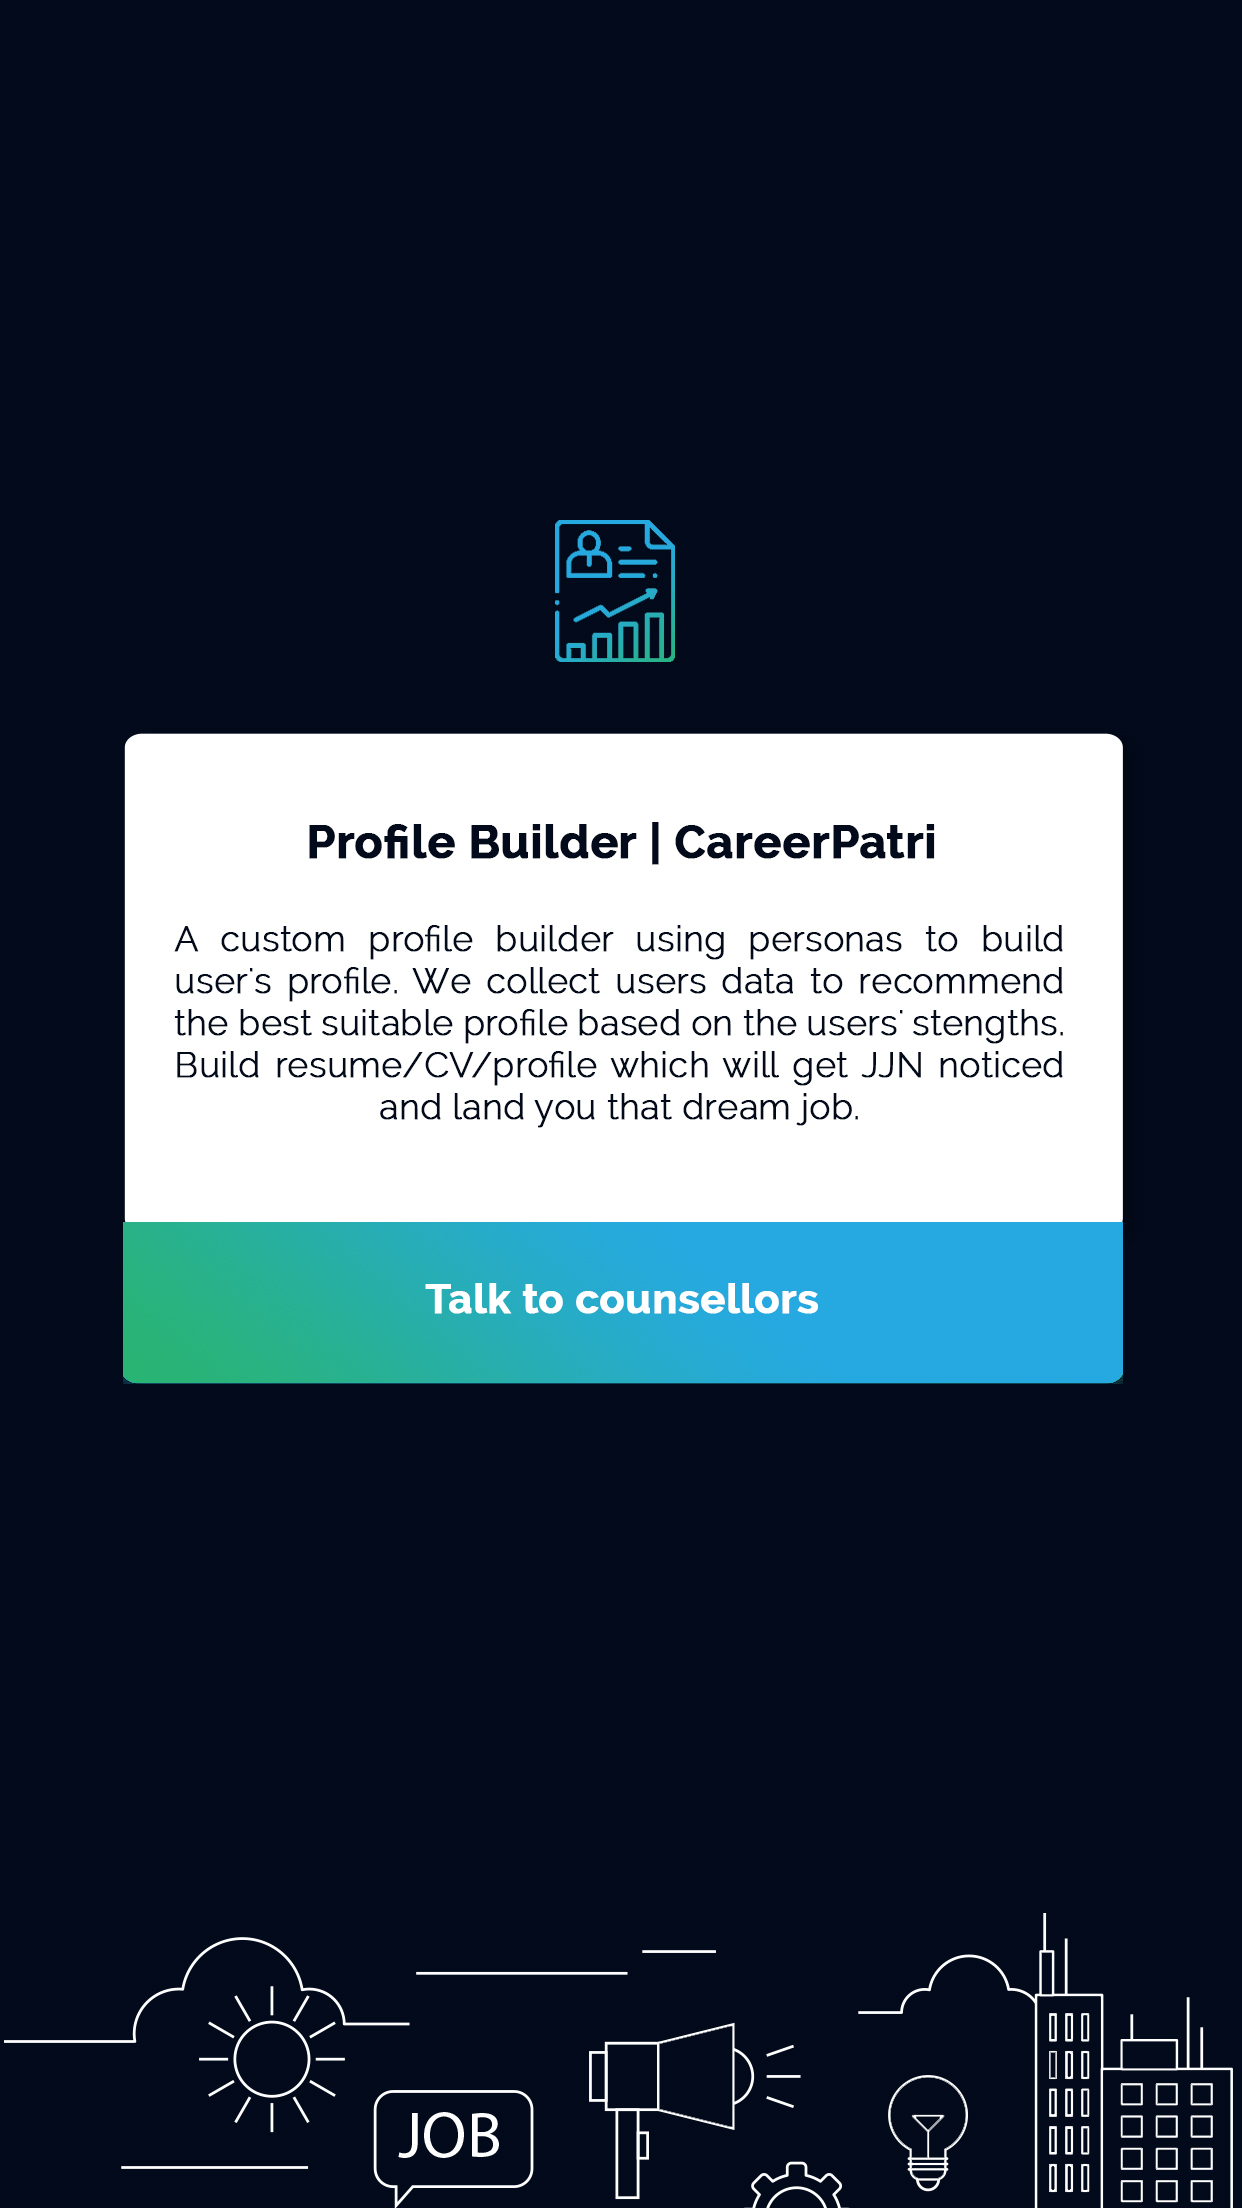 Profile Builder | CareerPatri
A custom profile builder using personas to build
user's profile. We collect users data to recommend
the best suitable profile based on the users' stengths.
Build resume/CV/profile which will get JJN noticed
and land you that dream job.
Talk to counsellors
JOB